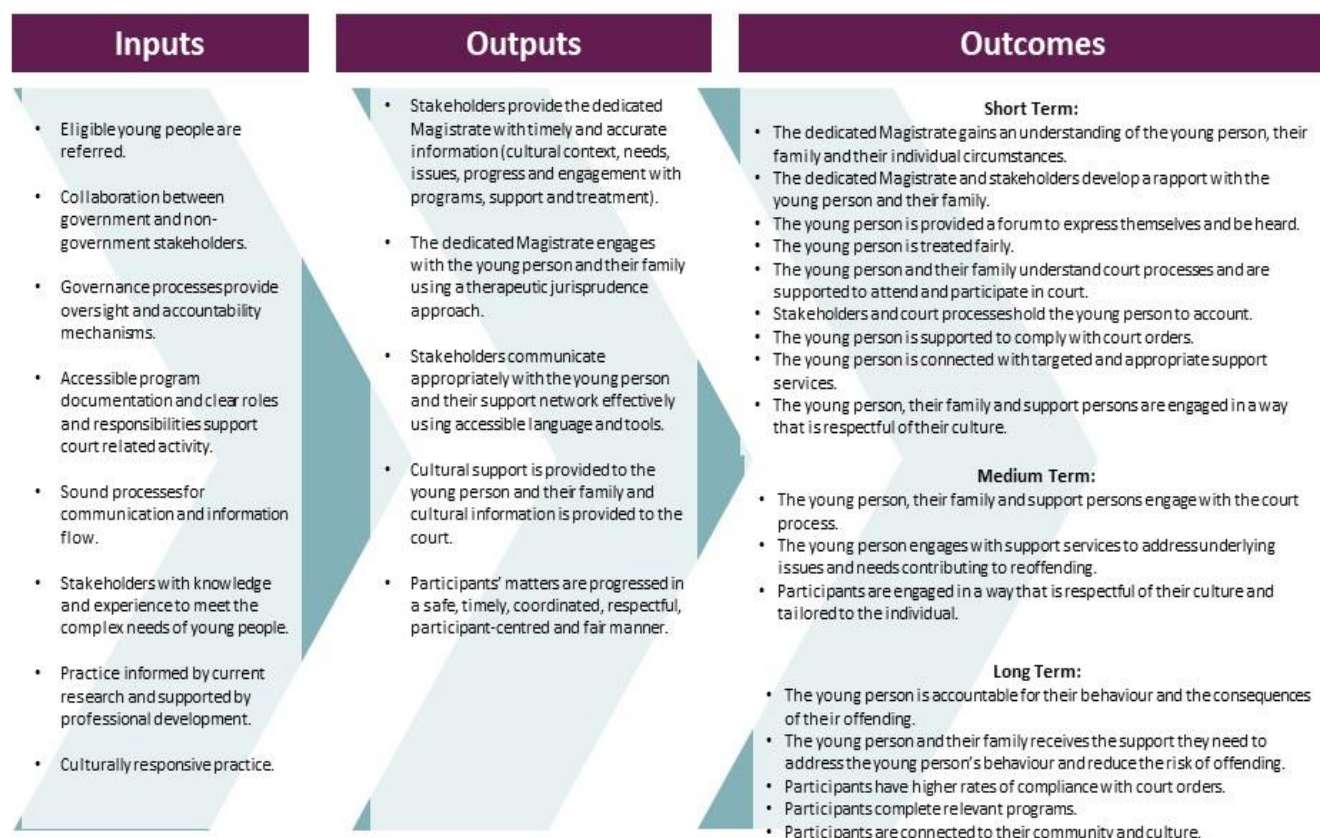 Inputs
• Eligible young people are
referred.
• Collaboration between
government and non-
government stakeholders.
• Governance processes provide
oversight and accountability
mechanisms.
• Accessible program
documentation and clear roles
and responsibilities support
court related activity.
• Sound processes for
communication and information
flow.
• Stakeholders with knowledge
and experience to meet the
complex needs of young people.
• Practice informed by current
research and supported by
professional development.
• Culturally responsive practice.
Outputs
• Stakeholders provide the dedicated
Magistrate with timely and accurate
information (cultural context, needs,
issues, progress and engagement with
programs, support and treatment).
• The dedicated Magistrate engages
with the young person and their family
using a therapeutic jurisprudence
approach.
• Stakeholders communicate
appropriately with the young person
and their support network effectively
using accessible language and tools.
• Cultural support is provided to the
young person and their family and
cultural information is provided to the
court.
• Participants' matters are progressed in
a safe, timely, coordinated, respectful,
participant-centred and fair manner.
Outcomes
Short Term:
• The dedicated Magistrate gains an understanding of the young person, their
family and their individual circumstances.
• The dedicated Magistrate and stakeholders develop a rapport with the
young person and their family.
• The young person is provided a forum to express themselves and be heard.
• The young person is treated fairly.
• The young person and their family understand court processes and are
supported to attend and participate in court.
• Stakeholders and court processes hold the young person to account.
• The young person is supported to comply with court orders.
• The young person is connected with targeted and appropriate support
services.
• The young person, their family and support persons are engaged in a way
that is respectful of their culture.
Medium Term:
• The young person, their family and support persons engage with the court
process.
• The young person engages with support services to address underlying
issues and needs contributing to reoffending.
• Participants are engaged in a way that is respectful of their culture and
tailored to the individual.
Long Term:
• The young person is accountable for their behaviour and the consequences
of their offending.
• The young person and their family receives the support they need to
address the young person's behaviour and reduce the risk of offending.
• Participants have higher rates of compliance with court orders.
• Participants complete relevant programs.
• Participants are connected to their community and culture.